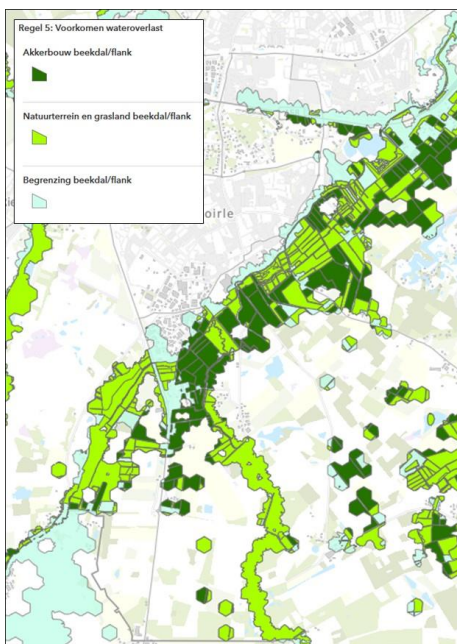 Regel 5: Voorkomen wateroverlast
Akkerbouw beekdal/flank
Natuurterrein en grasland beekdal/flank
Begrenzing beekdal/flank
oirle